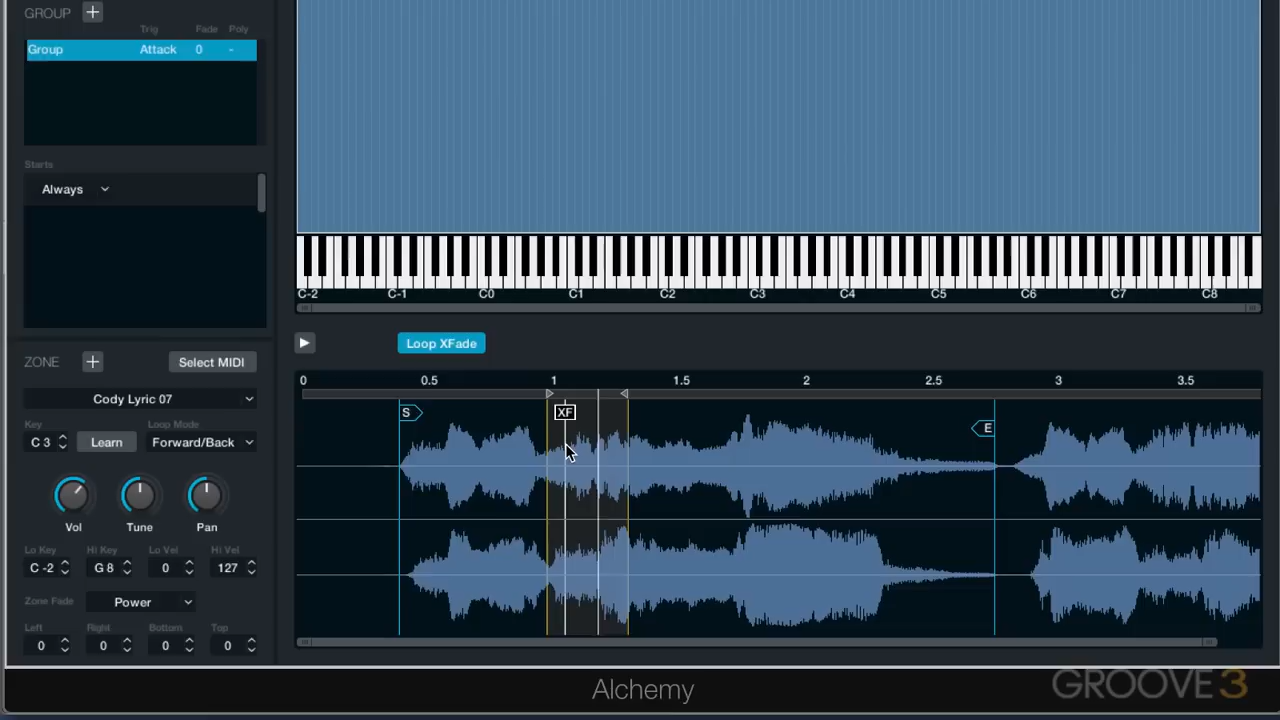 GROUP +
Trig Fade Poly
Group Attack 0 -
Starts
Always
C-2 C-1 C0 C1 C2 C3 C4 C5 C6 C7 C8
Loop XFade
ZONE + Select MIDI
Cody Lyric 07
Key Loop Mode
C 3 Learn Forward/Back
Vol Tune Pan
Lo Key Hi Key Lo Vel Hi Vel
C -2 G 8 0 127
Zone Fade Power
Left Right Bottom Top
0 0 0 0
0 0.5 1 1.5 2 2.5 3 3.5
S XF E
Alchemy
GROOVE3